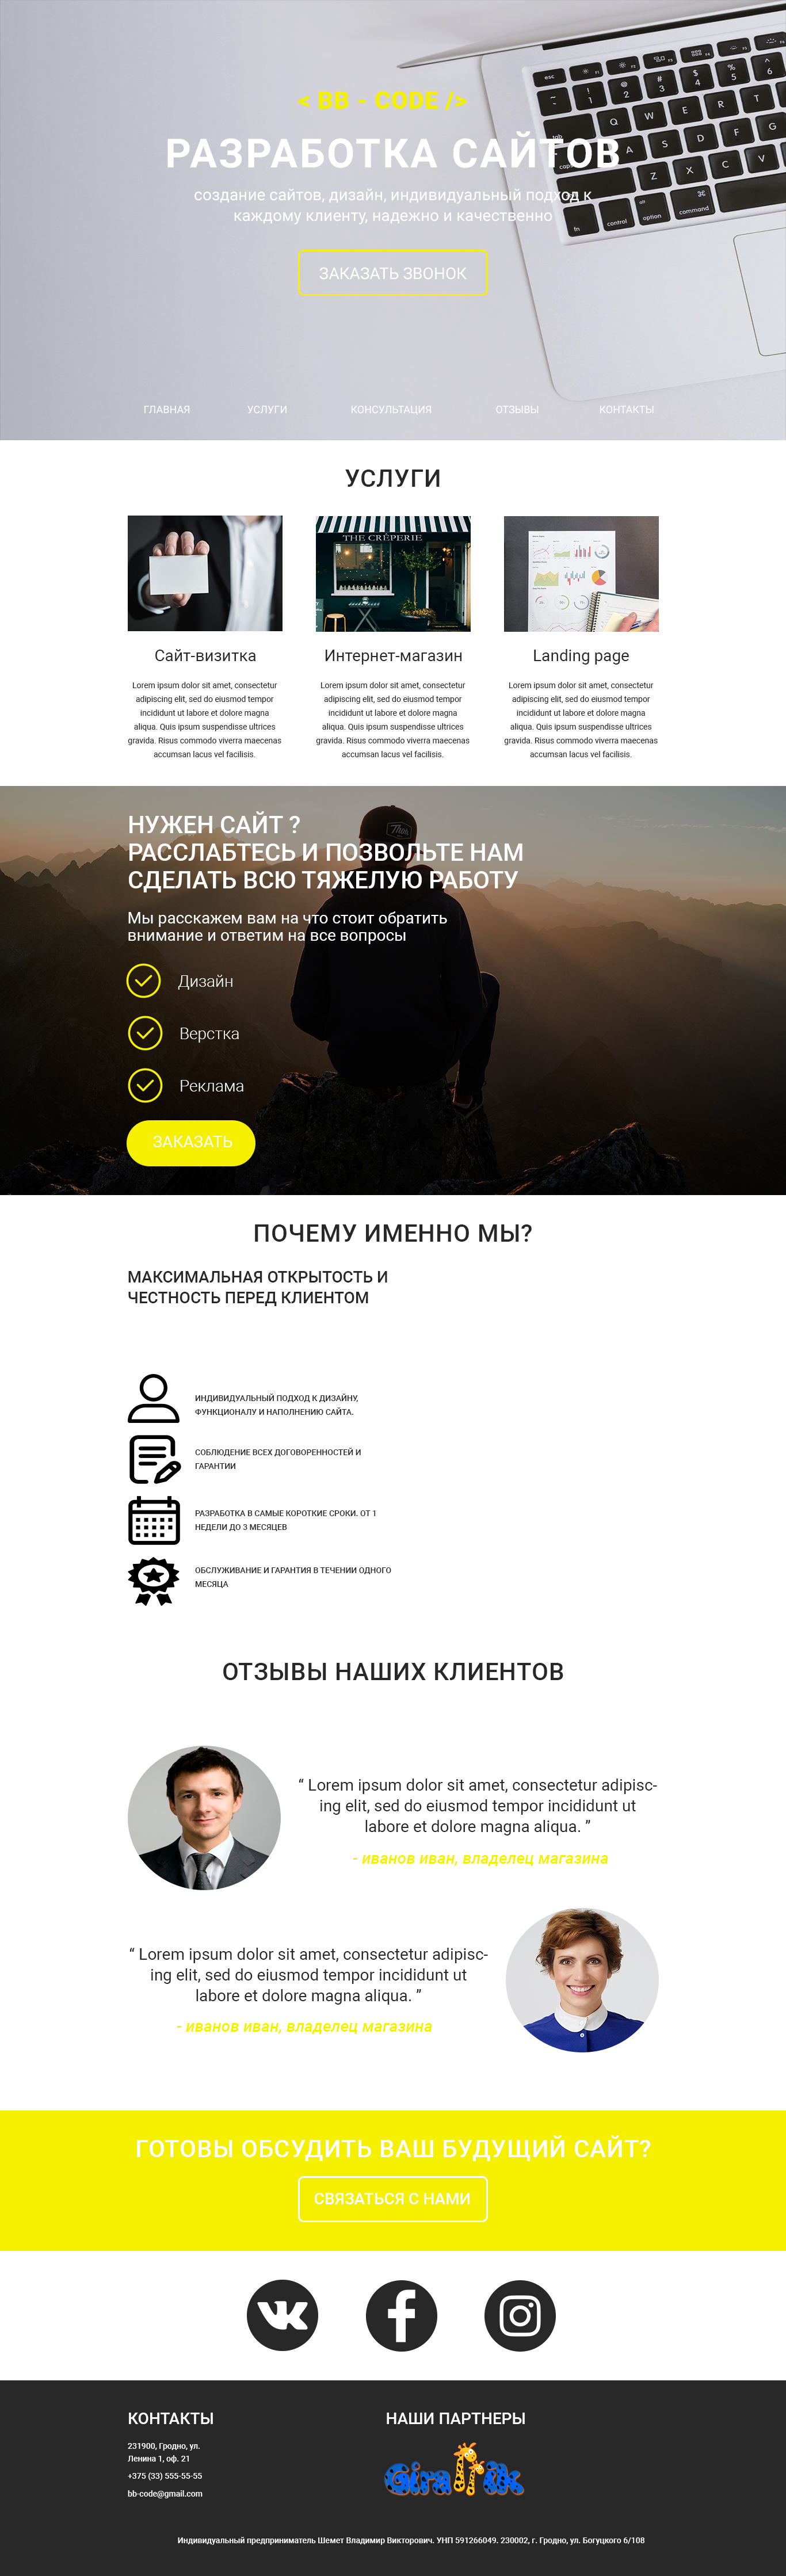 < BB - CODE />
РАЗРАБОТКА САЙТОВ
создание сайтов, дизайн, индивидуальный подход к
каждому клиенту, надежно и качественно
ЗАКАЗАТЬ ЗВОНОК
ГЛАВНАЯ УСЛУГИ КОНСУЛЬТАЦИЯ ОТЗЫВЫ КОНТАКТЫ
УСЛУГИ
THE CRÊPERIE
Сайт-визитка
Lorem ipsum dolor sit amet, consectetur
adipiscing elit, sed do eiusmod tempor
incididunt ut labore et dolore magna
aliqua. Quis ipsum suspendisse ultrices
gravida. Risus commodo viverra maecenas
accumsan lacus vel facilisis.
Интернет-магазин
Lorem ipsum dolor sit amet, consectetur
adipiscing elit, sed do eiusmod tempor
incididunt ut labore et dolore magna
aliqua. Quis ipsum suspendisse ultrices
gravida. Risus commodo viverra maecenas
accumsan lacus vel facilisis.
Landing page
Lorem ipsum dolor sit amet, consectetur
adipiscing elit, sed do eiusmod tempor
incididunt ut labore et dolore magna
aliqua. Quis ipsum suspendisse ultrices
gravida. Risus commodo viverra maecenas
accumsan lacus vel facilisis.
НУЖЕН САЙТ ?
РАССЛАБТЕСЬ И ПОЗВОЛЬТЕ НАМ
СДЕЛАТЬ ВСЮ ТЯЖЕЛУЮ РАБОТУ
Мы расскажем вам на что стоит обратить
внимание и ответим на все вопросы
Дизайн
Верстка
Реклама
ЗАКАЗАТЬ
ПОЧЕМУ ИМЕННО МЫ?
МАКСИМАЛЬНАЯ ОТКРЫТОСТЬ И
ЧЕСТНОСТЬ ПЕРЕД КЛИЕНТОМ
ИНДИВИДУАЛЬНЫЙ ПОДХОД К ДИЗАЙНУ,
ФУНКЦИОНАЛУ И НАПОЛНЕНИЮ САЙТА.
СОБЛЮДЕНИЕ ВСЕХ ДОГОВОРЕННОСТЕЙ И
ГАРАНТИИ
РАЗРАБОТКА В САМЫЕ КОРОТКИЕ СРОКИ. ОТ 1
НЕДЕЛИ ДО 3 МЕСЯЦЕВ
ОБСЛУЖИВАНИЕ И ГАРАНТИЯ В ТЕЧЕНИИ ОДНОГО
МЕСЯЦА
ОТЗЫВЫ НАШИХ КЛИЕНТОВ
“ Lorem ipsum dolor sit amet, consectetur adipisc-
ing elit, sed do eiusmod tempor incididunt ut
labore et dolore magna aliqua. ”
- иванов иван, владелец магазина
“ Lorem ipsum dolor sit amet, consectetur adipisc-
ing elit, sed do eiusmod tempor incididunt ut
labore et dolore magna aliqua. ”
- иванов иван, владелец магазина
ГОТОВЫ ОБСУДИТЬ ВАШ БУДУЩИЙ САЙТ?
СВЯЗАТЬСЯ С НАМИ
КОНТАКТЫ
231900, Гродно, ул.
Ленина 1, оф. 21
+375 (33) 555-55-55
bb-code@gmail.com
НАШИ ПАРТНЕРЫ
Индивидуальный предприниматель Шемет Владимир Викторович. УНП 591266049. 230002, г. Гродно, ул. Богуцкого 6/108